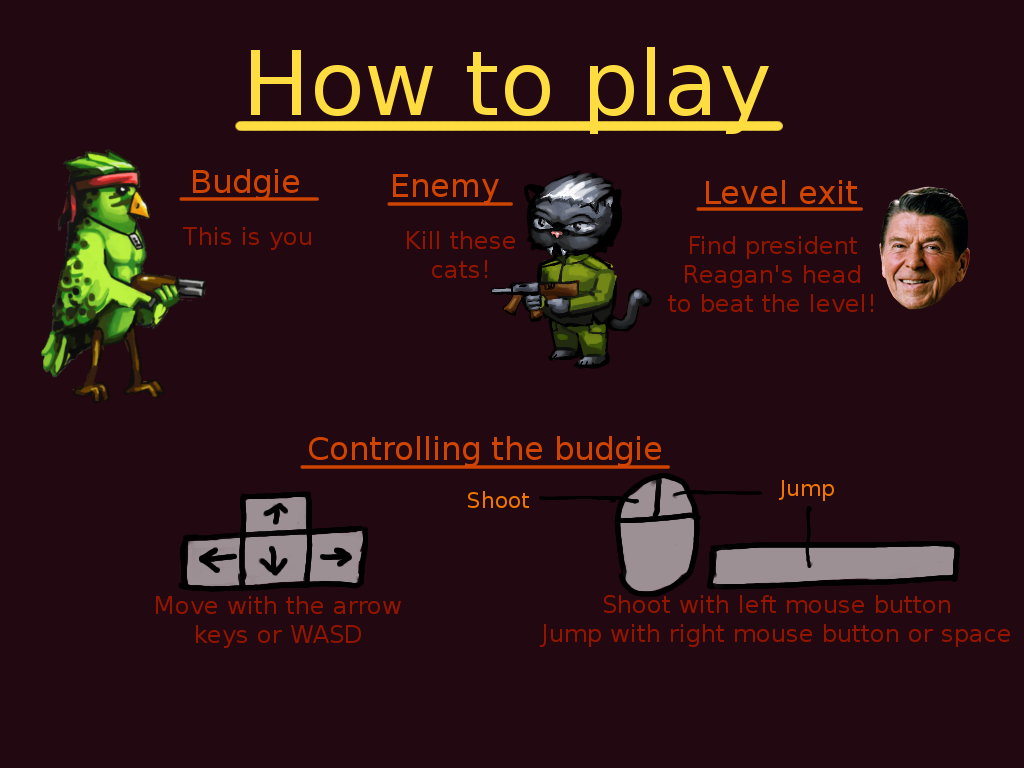 How to play
Budgie
This is you
Enemy
Kill these
cats!
Level exit
Find president
Reagan's head
to beat the level!
Controlling the budgie
Shoot
Jump
Move with the arrow
keys or WASD
Shoot with left mouse button
Jump with right mouse button or space